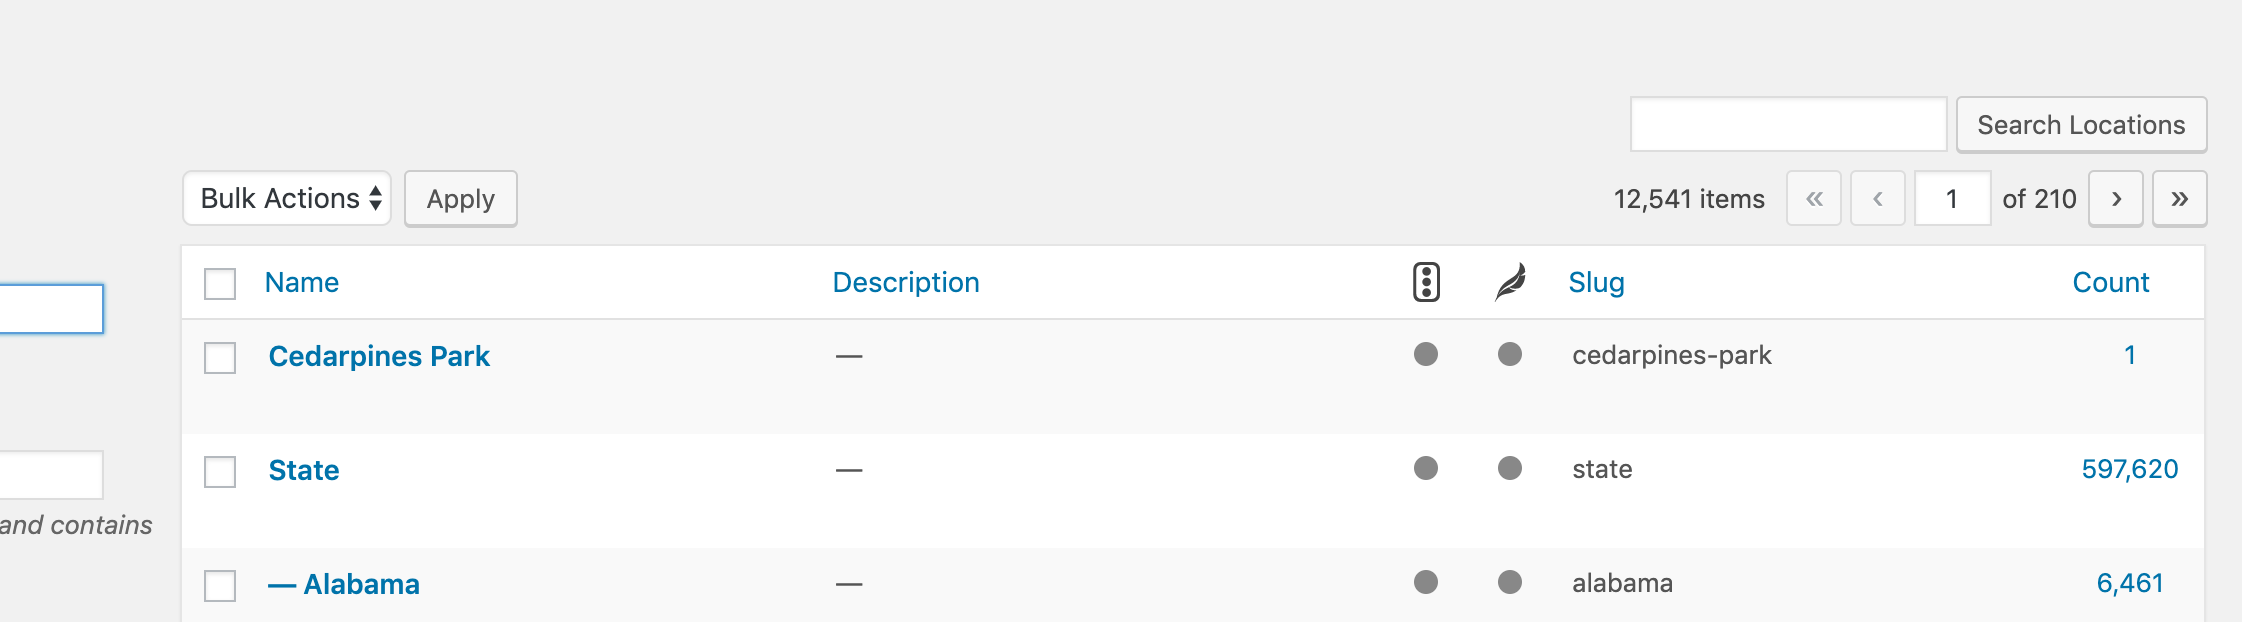 Search Locations
Bulk Actions Apply 12,541 items « ‹ 1 of 210 › »
Name Description Slug Count
Cedarpines Park — cedarpines-park 1
State — state 597,620
and contains
— Alabama — alabama 6,461